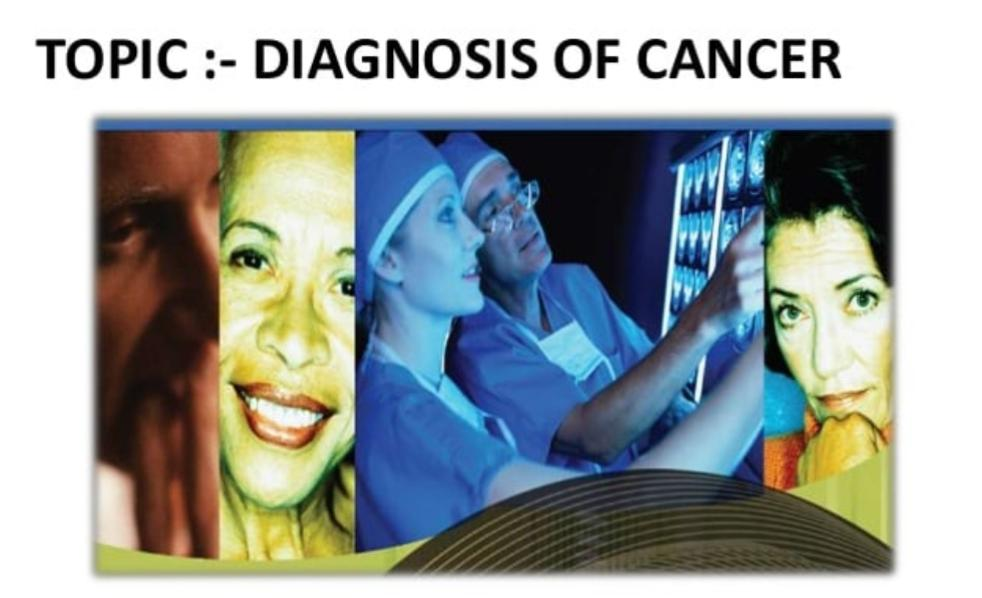 TOPIC :- DIAGNOSIS OF CANCER